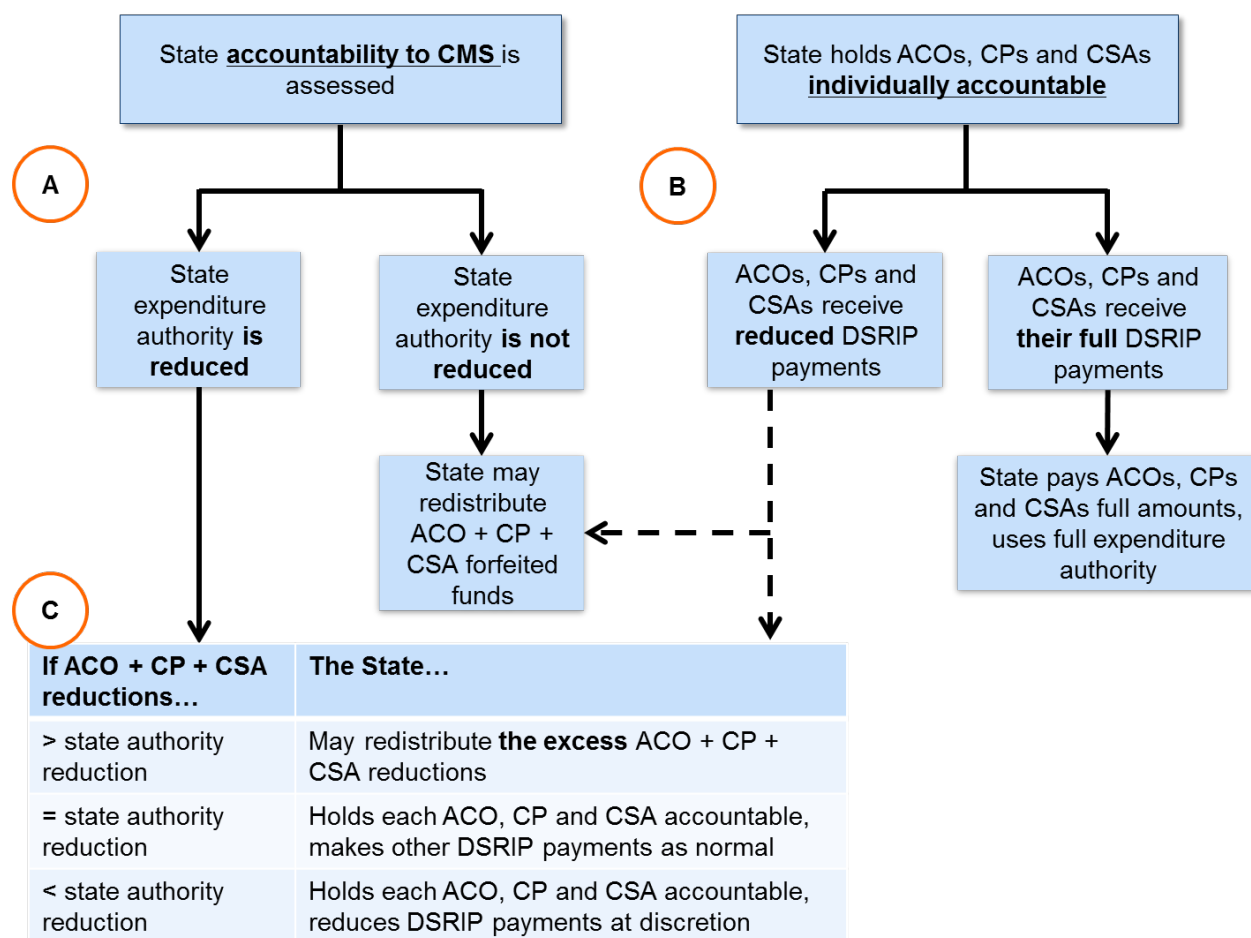 State accountability to CMS is
assessed
State holds ACOs, CPs and CSAs
individually accountable
A
B
State
expenditure
authority is
reduced
State
expenditure
authority is not
reduced
ACOs, CPs and
CSAs receive
reduced DSRIP
payments
ACOs, CPs and
CSAs receive
their full DSRIP
payments
State may
redistribute
ACO + CP +
CSA forfeited
funds
State pays ACOs, CPs
and CSAs full amounts,
uses full expenditure
authority
C
If ACO + CP + CSA
reductions…
The State…
> state authority
reduction
May redistribute the excess ACO + CP +
CSA reductions
= state authority
reduction
Holds each ACO, CP and CSA accountable,
makes other DSRIP payments as normal
< state authority
reduction
Holds each ACO, CP and CSA accountable,
reduces DSRIP payments at discretion